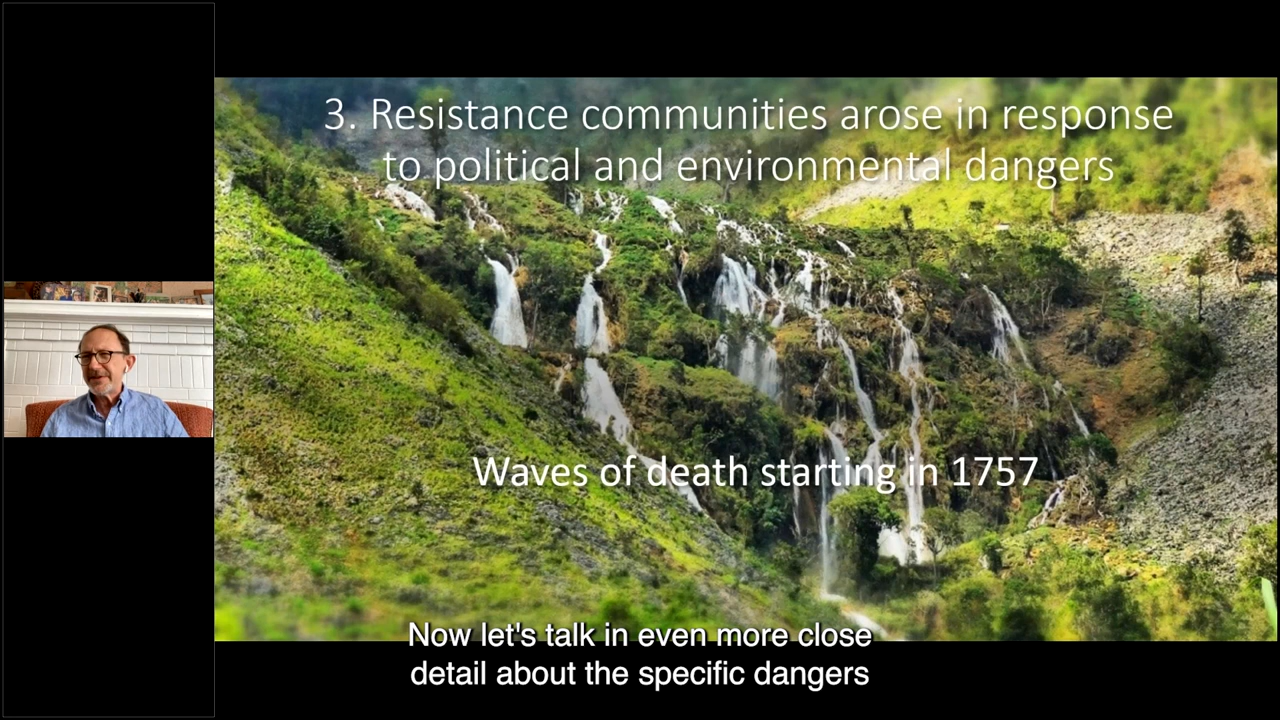 3. Resistance communities arose in response
to political and environmental dangers
Waves of death starting in 1757
Now let's talk in even more close
detail about the specific dangers